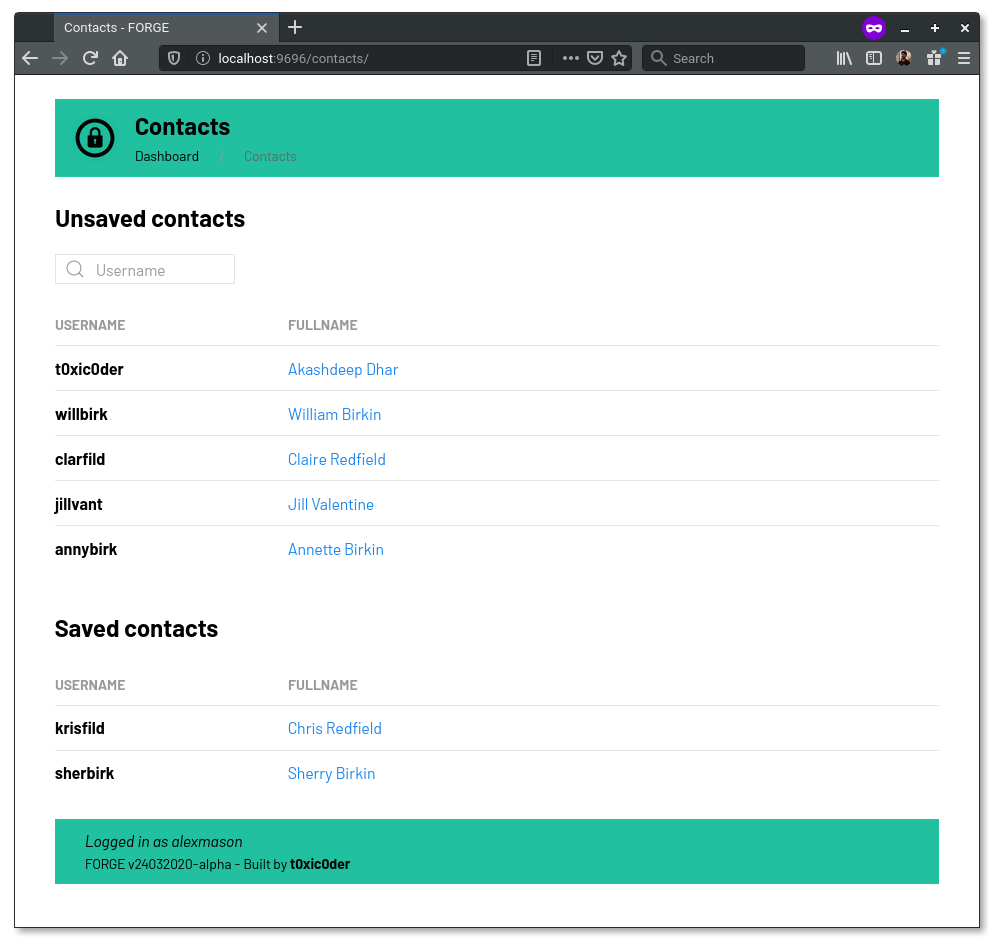 Contacts - FORGE
localhost:9696/contacts/
Search
Contacts
Dashboard / Contacts
Unsaved contacts
Username
USERNAME FULLNAME
t0xic0der Akashdeep Dhar
willbirk William Birkin
clarfild Claire Redfield
jillvant Jill Valentine
annybirk Annette Birkin
Saved contacts
USERNAME FULLNAME
krisfild Chris Redfield
sherbirk Sherry Birkin
Logged in as alexmason
FORGE v24032020-alpha - Built by t0xic0der